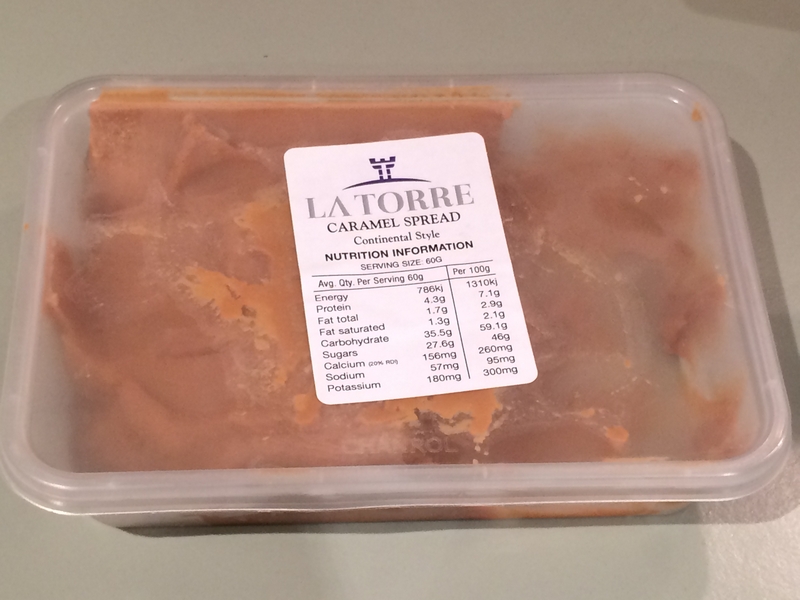 LA TORRE
CARAMEL SPREAD
Continental Style
NUTRITION INFORMATION
SERVING SIZE: 60G
Avg. Qty. Per Serving 60g Per 100g
Energy 786kj 1310kj
Protein 4.3g 7.1g
Fat total 1.7g 2.9g
Fat saturated 1.3g 2.1g
Carbohydrate 35.5g 59.1g
Sugars 27.6g 46g
Calcium (20% RDI) 156mg 260mg
Sodium 57mg 95mg
Potassium 180mg 300mg